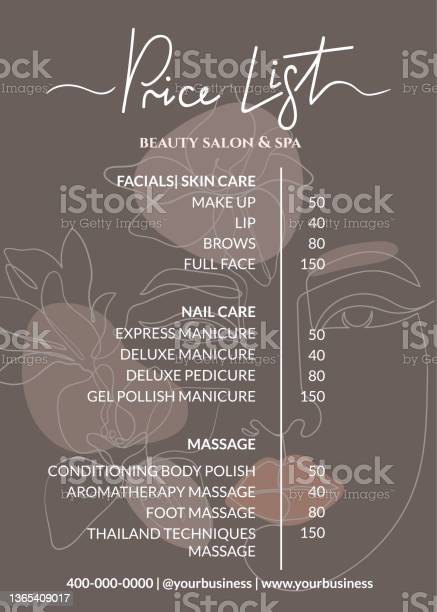 Price List
BEAUTY SALON & SPA
FACIALS| SKIN CARE
MAKE UP 50
LIP 40
BROWS 80
FULL FACE 150
NAIL CARE
EXPRESS MANICURE 50
DELUXE MANICURE 40
DELUXE PEDICURE 80
GEL POLLISH MANICURE 150
MASSAGE
CONDITIONING BODY POLISH 50
AROMATHERAPY MASSAGE 40
FOOT MASSAGE 80
THAILAND TECHNIQUES 150
MASSAGE
400-000-0000 | @yourbusiness | www.yourbusiness
iStock
by Getty Images
1365409017